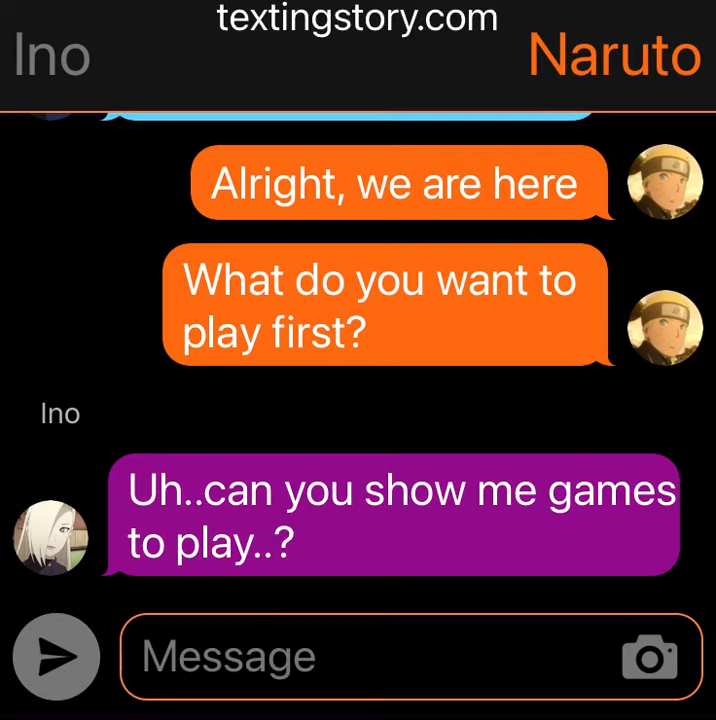 textingstory.com
Ino
Naruto
Alright, we are here
What do you want to
play first?
Ino
Uh..can you show me games
to play..?
Message